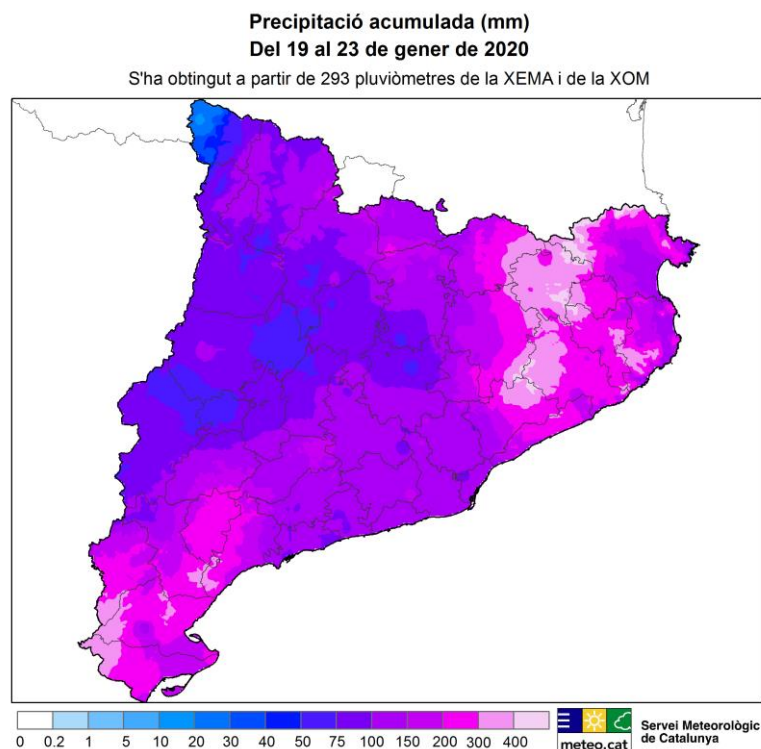 Precipitació acumulada (mm)
Del 19 al 23 de gener de 2020
S'ha obtingut a partir de 293 pluviòmetres de la XEMA i de la XOM
0 0.2 1 5 10 20 30 40 50 75 100 150 200 300 400
meteo.cat
Servei Meteorològic
de Catalunya